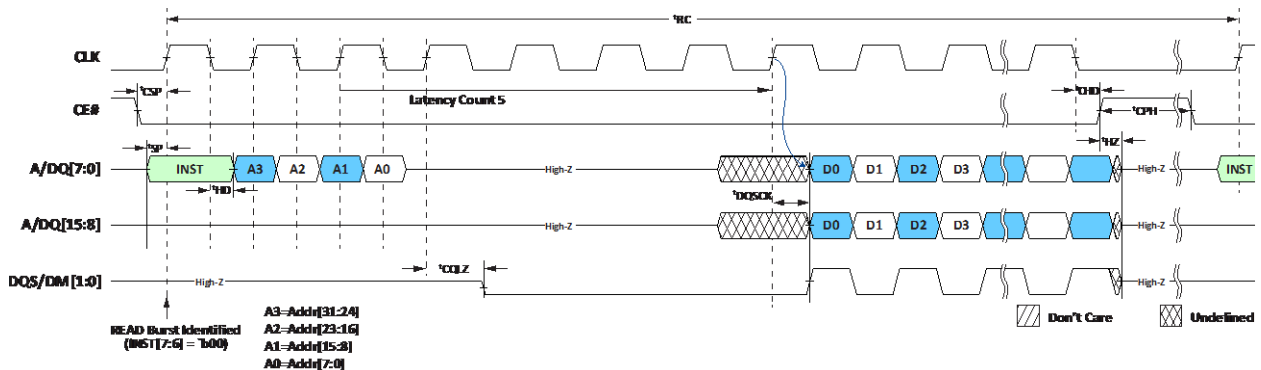 tRC
CLK
tCSP
Latency Count 5
tCHD
CE#
tCPH
tSP
tHZ
A/DQ[7:0]
INST
A3
A2
A1
A0
High-Z
D0
D1
D2
D3
High-Z
INST
tHD
tDQSCK
A/DQ[15:8]
High-Z
D0
D1
D2
D3
High-Z
tCQLZ
DQS/DM [1:0]
High-Z
High-Z
READ Burst Identified
(INST[7:6] = 'b00)
A3=Addr[31:24]
A2=Addr[23:16]
A1=Addr[15:8]
A0=Addr[7:0]
Don't Care
Undefined